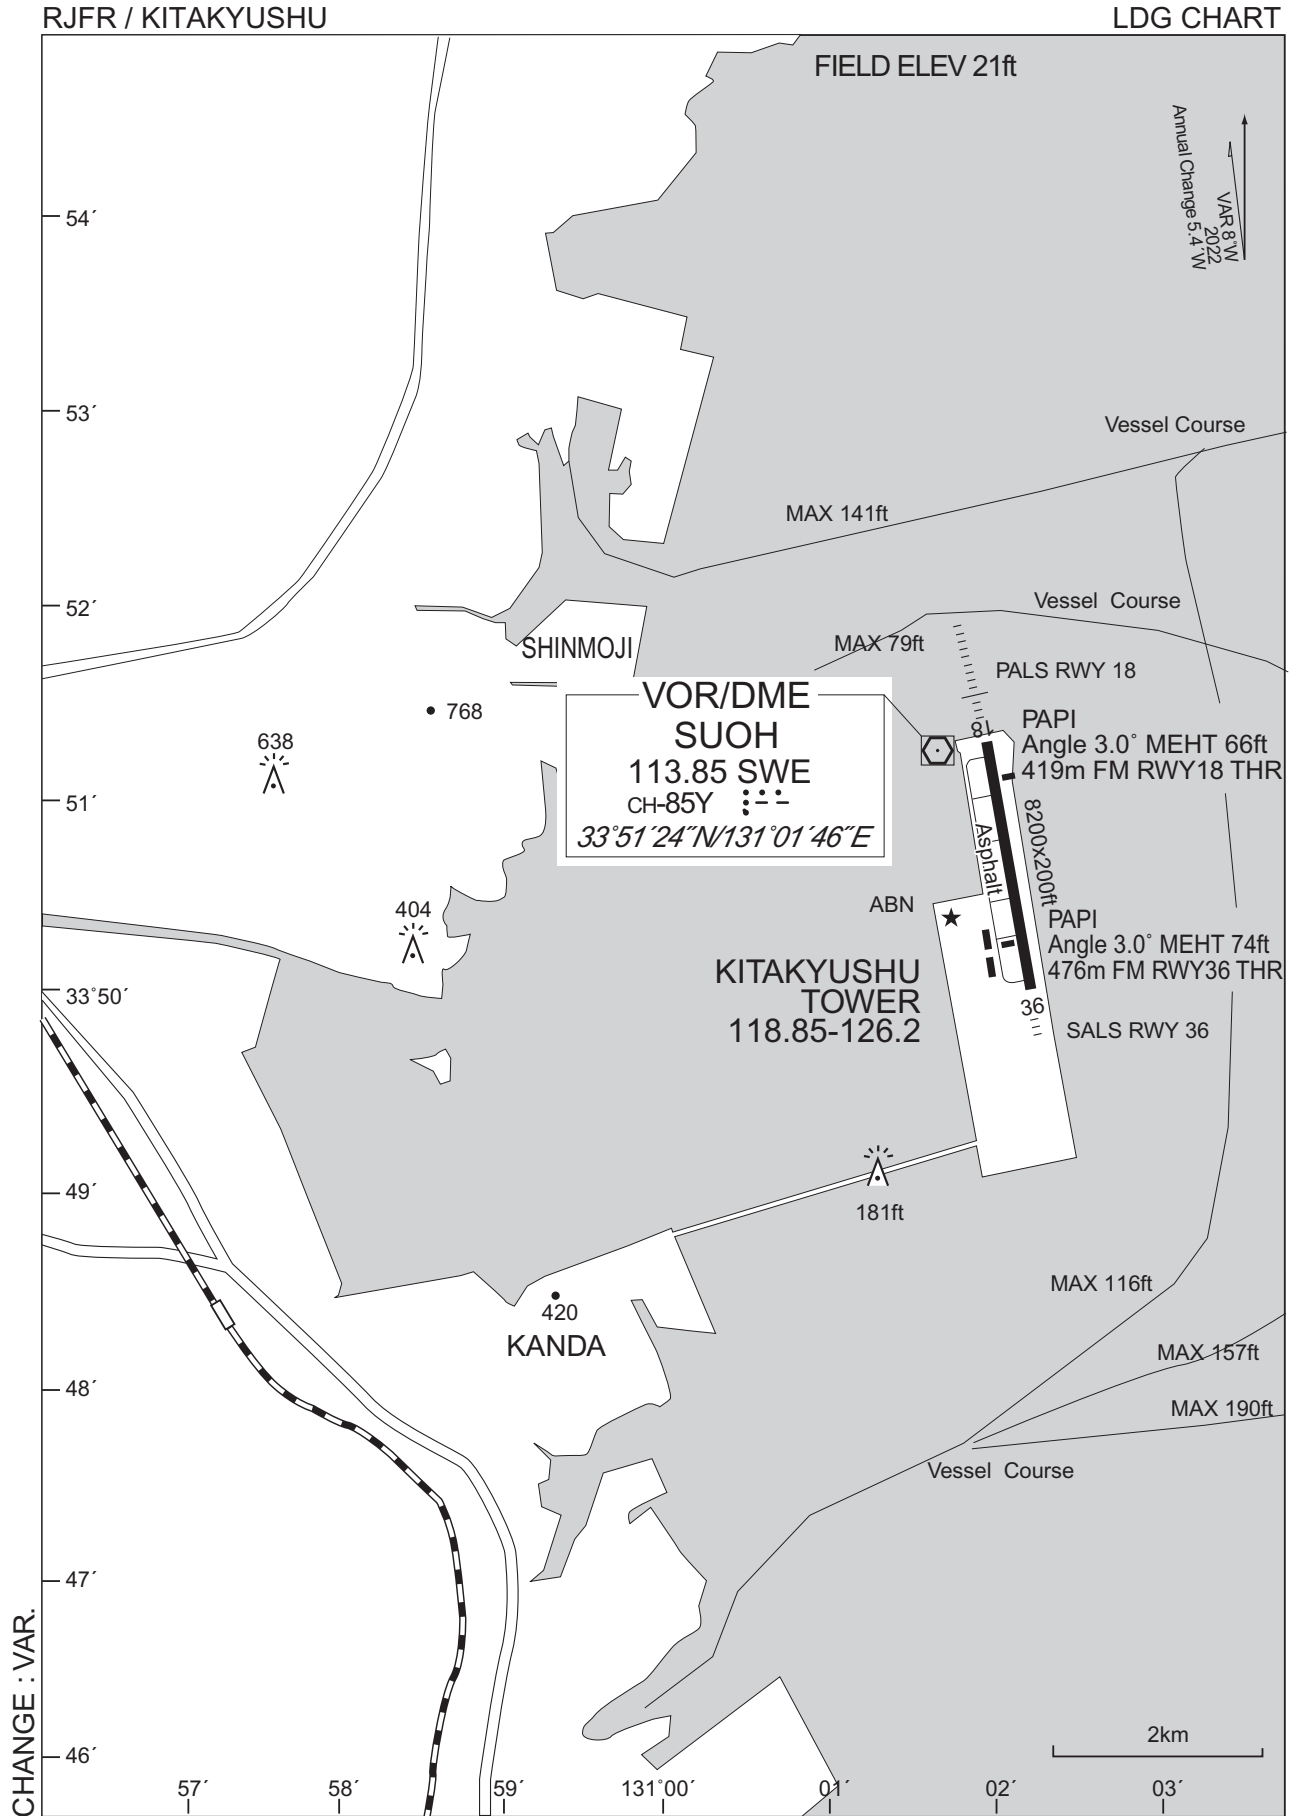 RJFR / KITAKYUSHU
LDG CHART
FIELD ELEV 21ft
VAR 8°W
2022
Annual Change 5.4´W
54´
53´
Vessel Course
MAX 141ft
52´
Vessel Course
MAX 79ft
SHINMOJI
PALS RWY 18
VOR/DME
SUOH
113.85 SWE
CH-85Y
33°51´24˝N/131°01´46˝E
768
638
18
PAPI
Angle 3.0° MEHT 66ft
419m FM RWY18 THR
51´
8200x200ft
Asphalt
404
ABN
PAPI
Angle 3.0° MEHT 74ft
476m FM RWY36 THR
KITAKYUSHU
TOWER
118.85-126.2
33°50´
36
SALS RWY 36
49´
181ft
MAX 116ft
420
KANDA
MAX 157ft
48´
MAX 190ft
Vessel Course
47´
CHANGE : VAR.
2km
46´
57´
58´
59´
131°00´
01´
02´
03´